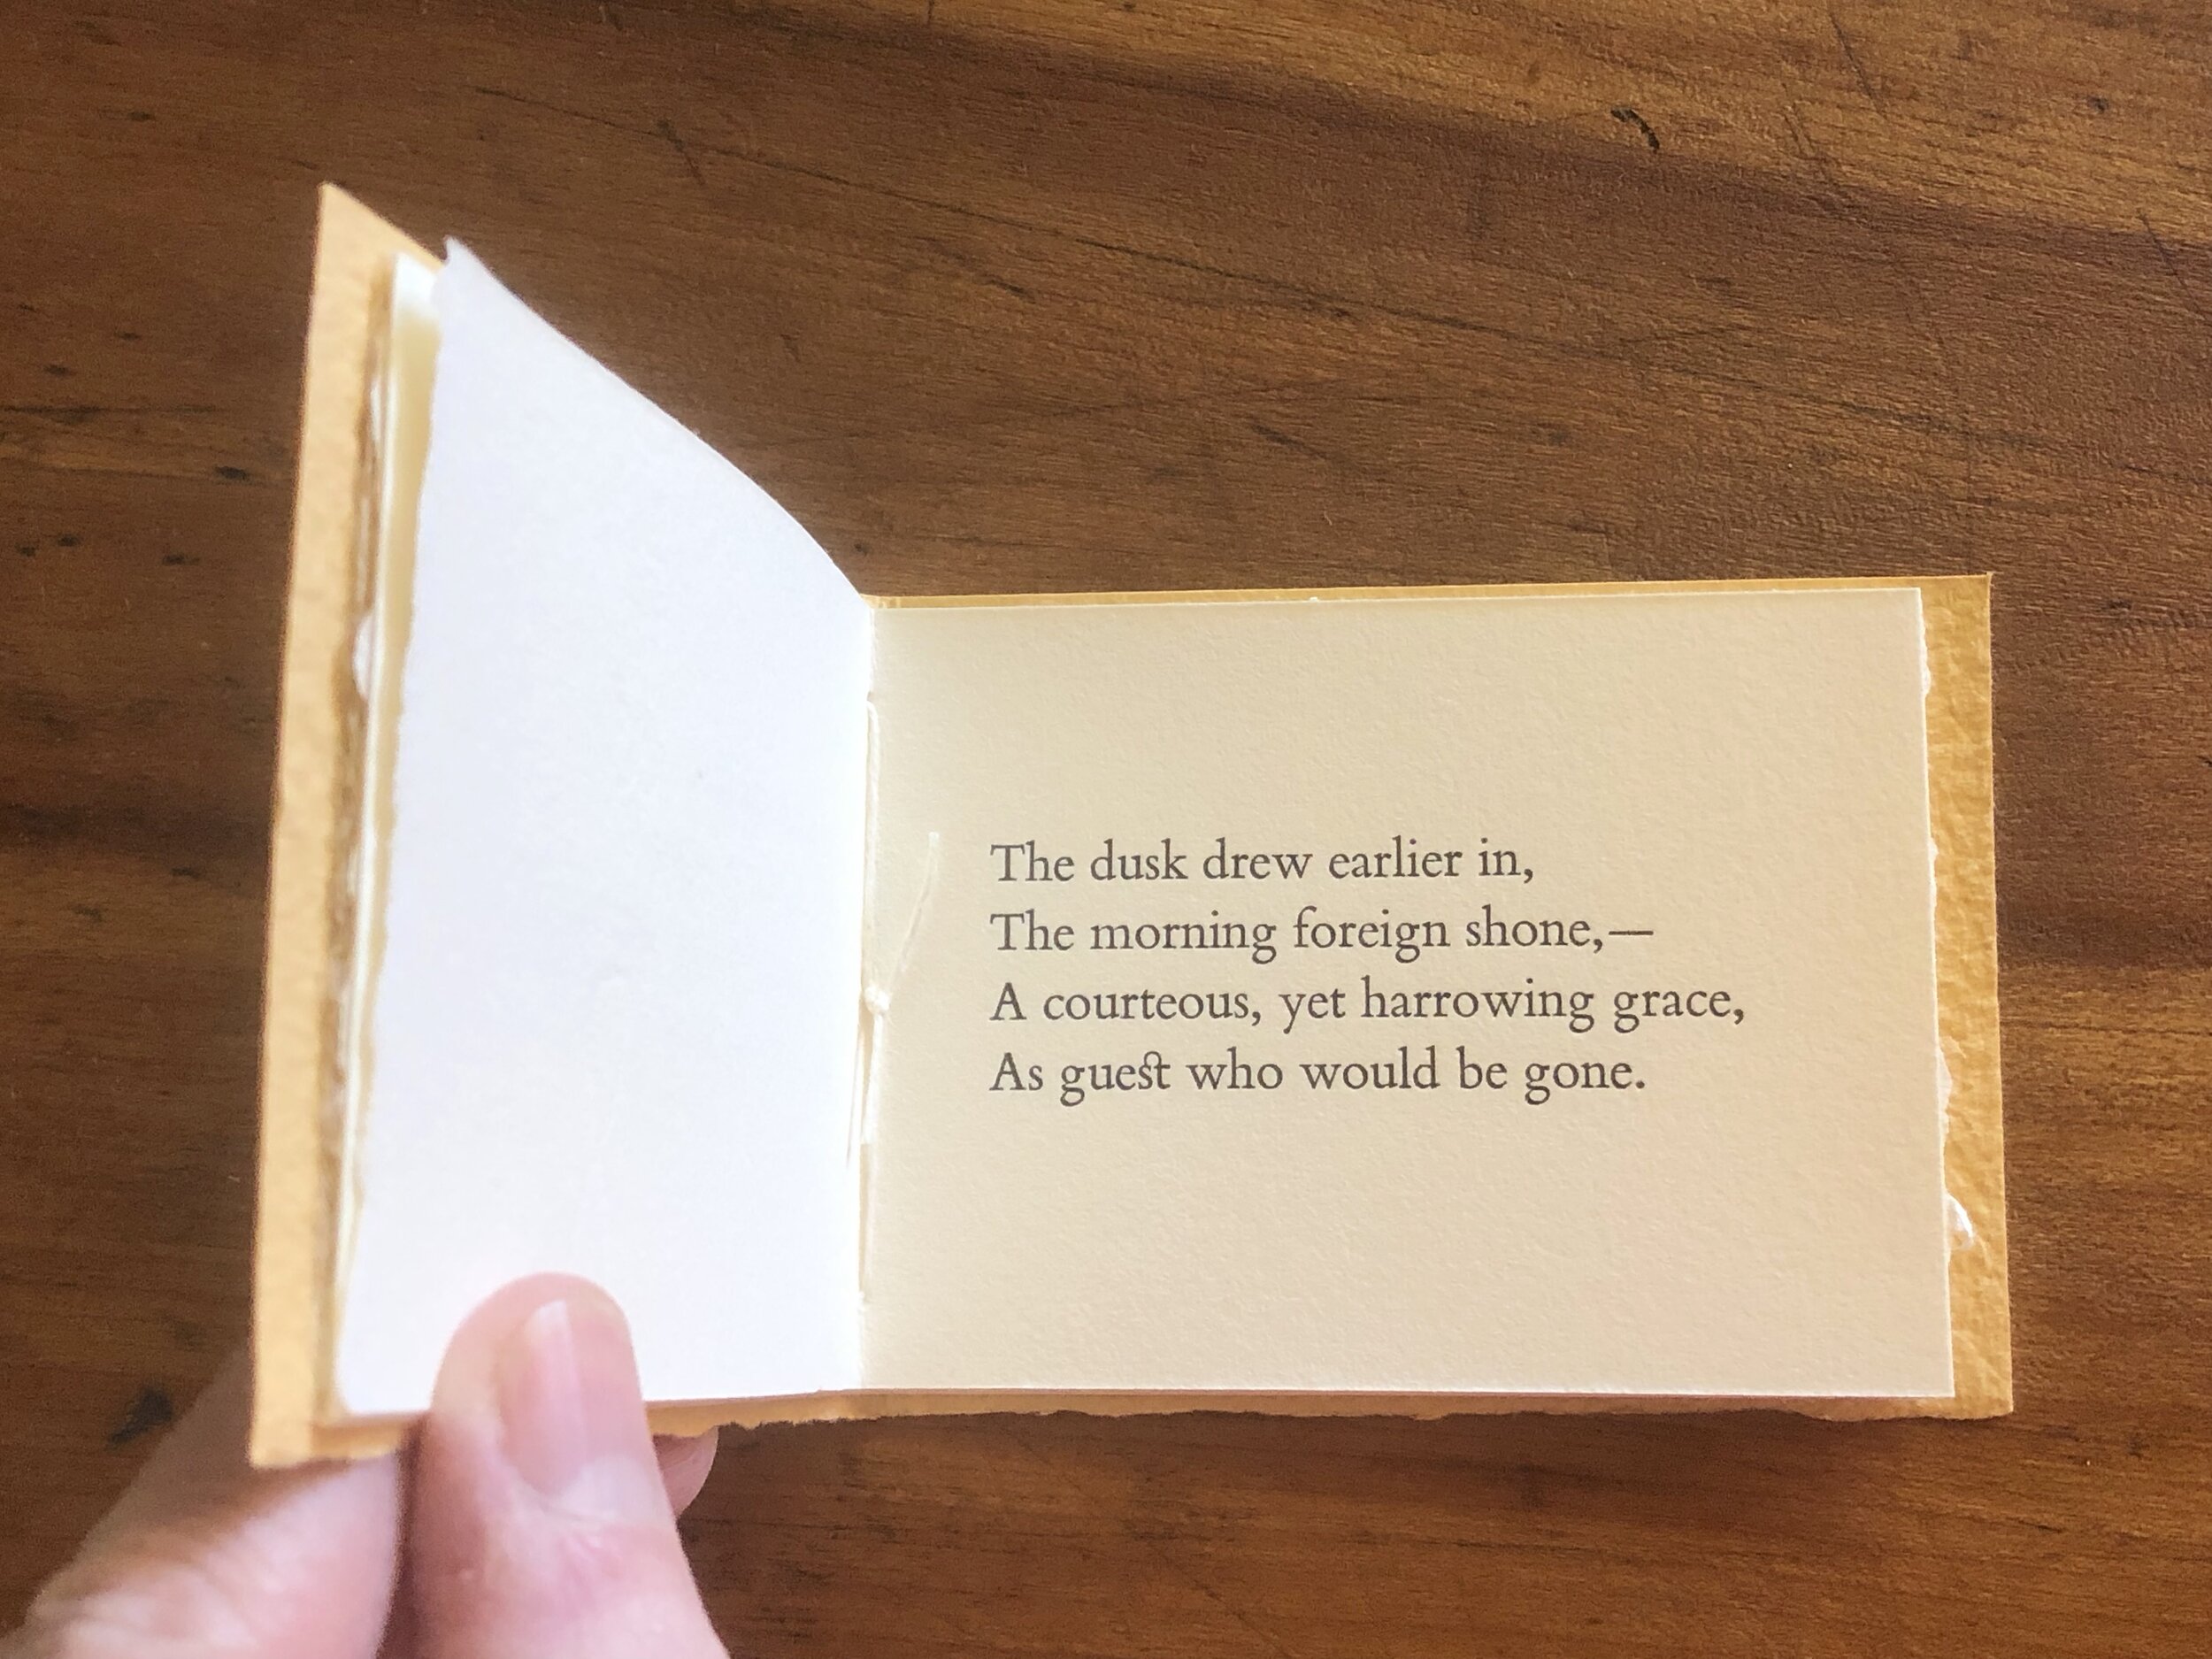 The dusk drew earlier in,
The morning foreign shone,—
A courteous, yet harrowing grace,
As guest who would be gone.